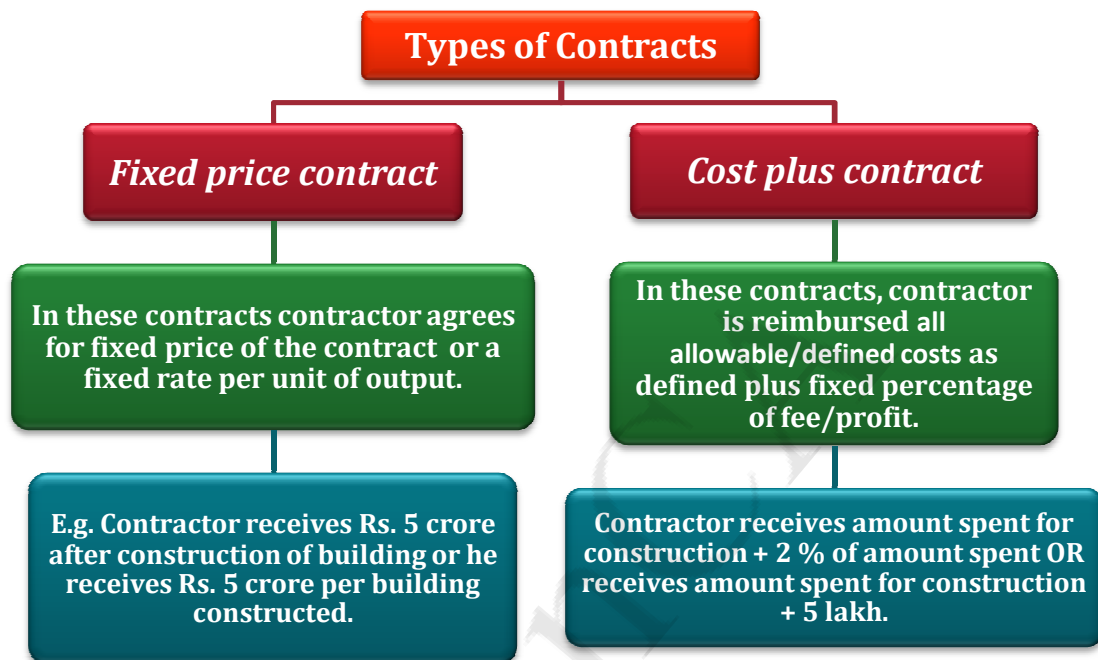 Types of Contracts
Fixed price contract
Cost plus contract
In these contracts contractor agrees
for fixed price of the contract or a
fixed rate per unit of output.
In these contracts, contractor
is reimbursed all
allowable/defined costs as
defined plus fixed percentage
of fee/profit.
E.g. Contractor receives Rs. 5 crore
after construction of building or he
receives Rs. 5 crore per building
constructed.
Contractor receives amount spent for
construction + 2 % of amount spent OR
receives amount spent for construction
+ 5 lakh.